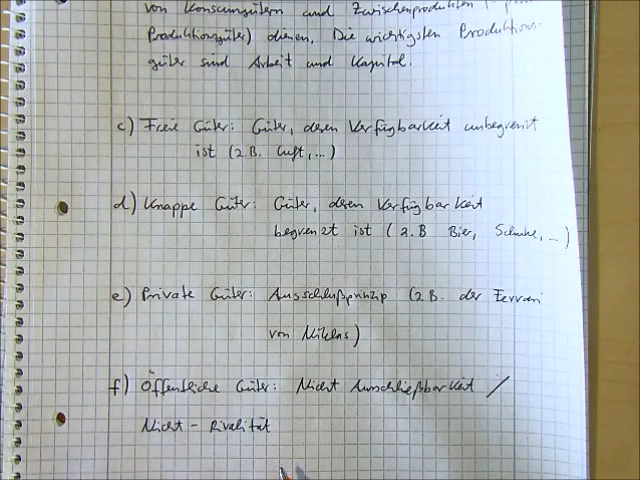 von Konsumgütern und Zwischenprodukten
Produktionsgüter) dienen. Die wichtigsten Produktions-
güter sind Arbeit und Kapital.
c) Freie Güter: Güter, deren Verfügbarkeit unbegrenzt
ist (z.B. Luft,...)
d) Knappe Güter: Güter, deren Verfügbarkeit
begrenzt ist (z.B Bier, Schuhe,...)
e) Private Güter: Ausschlußprinzip (z.B. der Ferrari
von Niklas)
f) Öffentliche Güter: Nicht Ausschließbarkeit /
Nicht - Rivalität